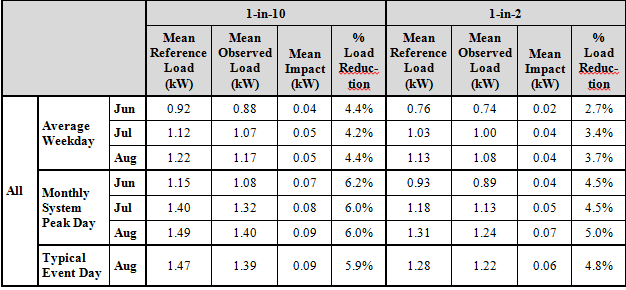 1-in-10 1-in-2
Mean Reference Load (kW) Mean Observed Load (kW) Mean Impact (kW) % Load Reduc-tion Mean Reference Load (kW) Mean Observed Load (kW) Mean Impact (kW) % Load Reduc-tion
All
Average Weekday
Jun 0.92 0.88 0.04 4.4% 0.76 0.74 0.02 2.7%
Jul 1.12 1.07 0.05 4.2% 1.03 1.00 0.04 3.4%
Aug 1.22 1.17 0.05 4.4% 1.13 1.08 0.04 3.7%
Monthly System Peak Day
Jun 1.15 1.08 0.07 6.2% 0.93 0.89 0.04 4.5%
Jul 1.40 1.32 0.08 6.0% 1.18 1.13 0.05 4.5%
Aug 1.49 1.40 0.09 6.0% 1.31 1.24 0.07 5.0%
Typical Event Day
Aug 1.47 1.39 0.09 5.9% 1.28 1.22 0.06 4.8%